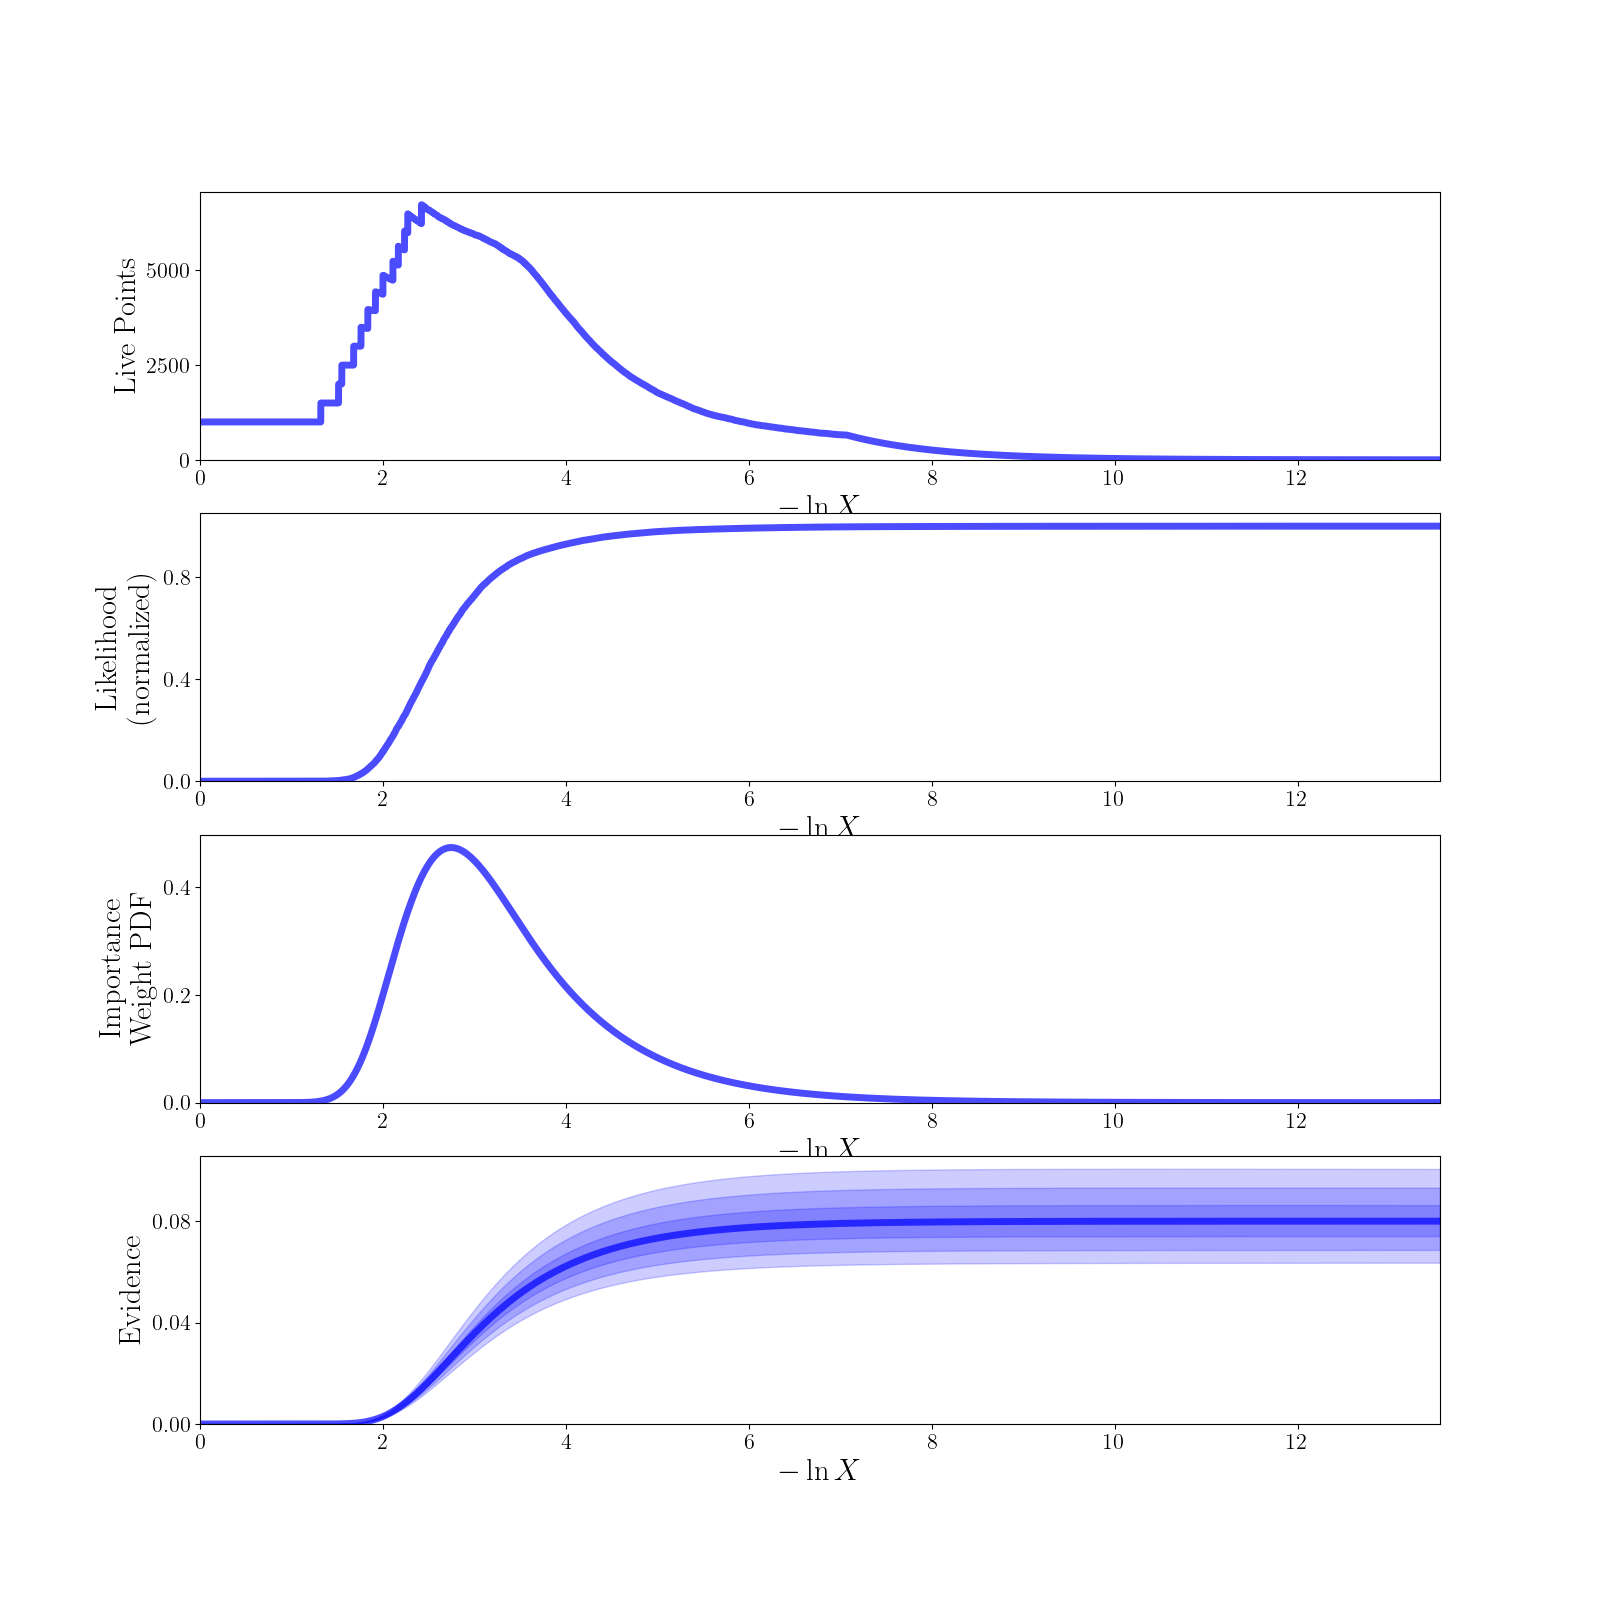 Live Points
5000
2500
0
0 2 4 6 8 10 12
− ln X
Likelihood
(normalized)
0.8
0.4
0.0
0 2 4 6 8 10 12
− ln X
Importance
Weight PDF
0.4
0.2
0.0
0 2 4 6 8 10 12
− ln X
Evidence
0.08
0.04
0.00
0 2 4 6 8 10 12
− ln X